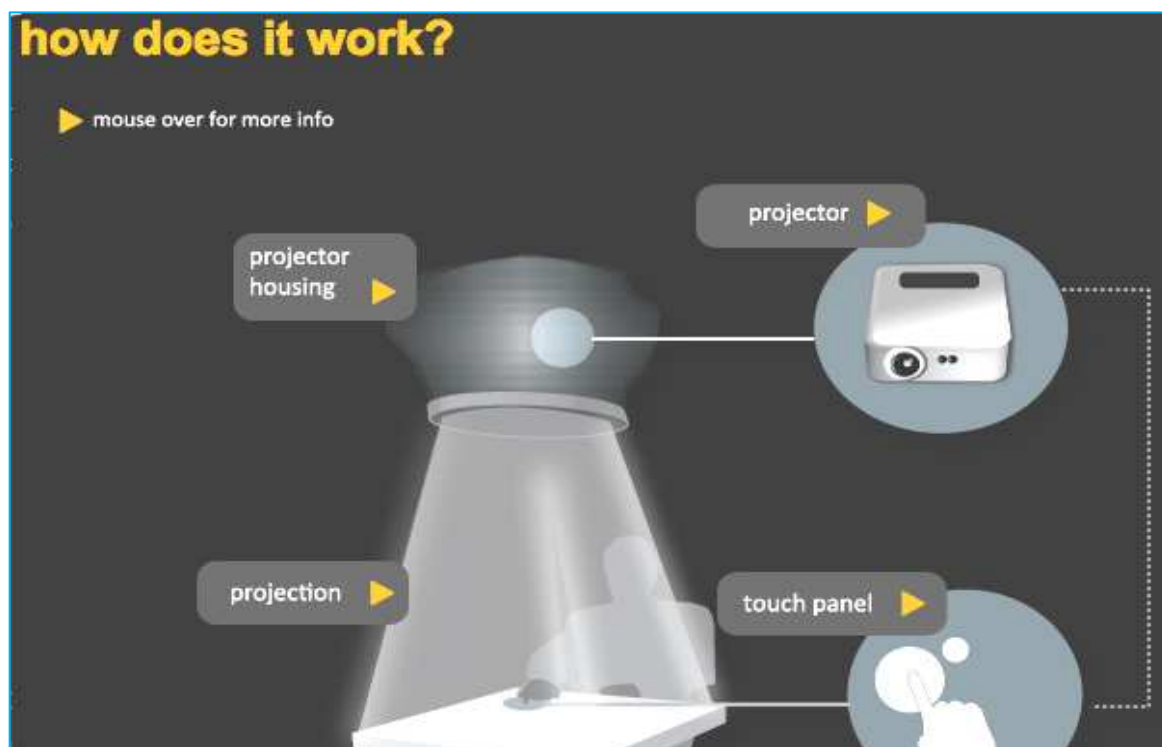 how does it work?
mouse over for more info
projector
projector
housing
projection
touch panel